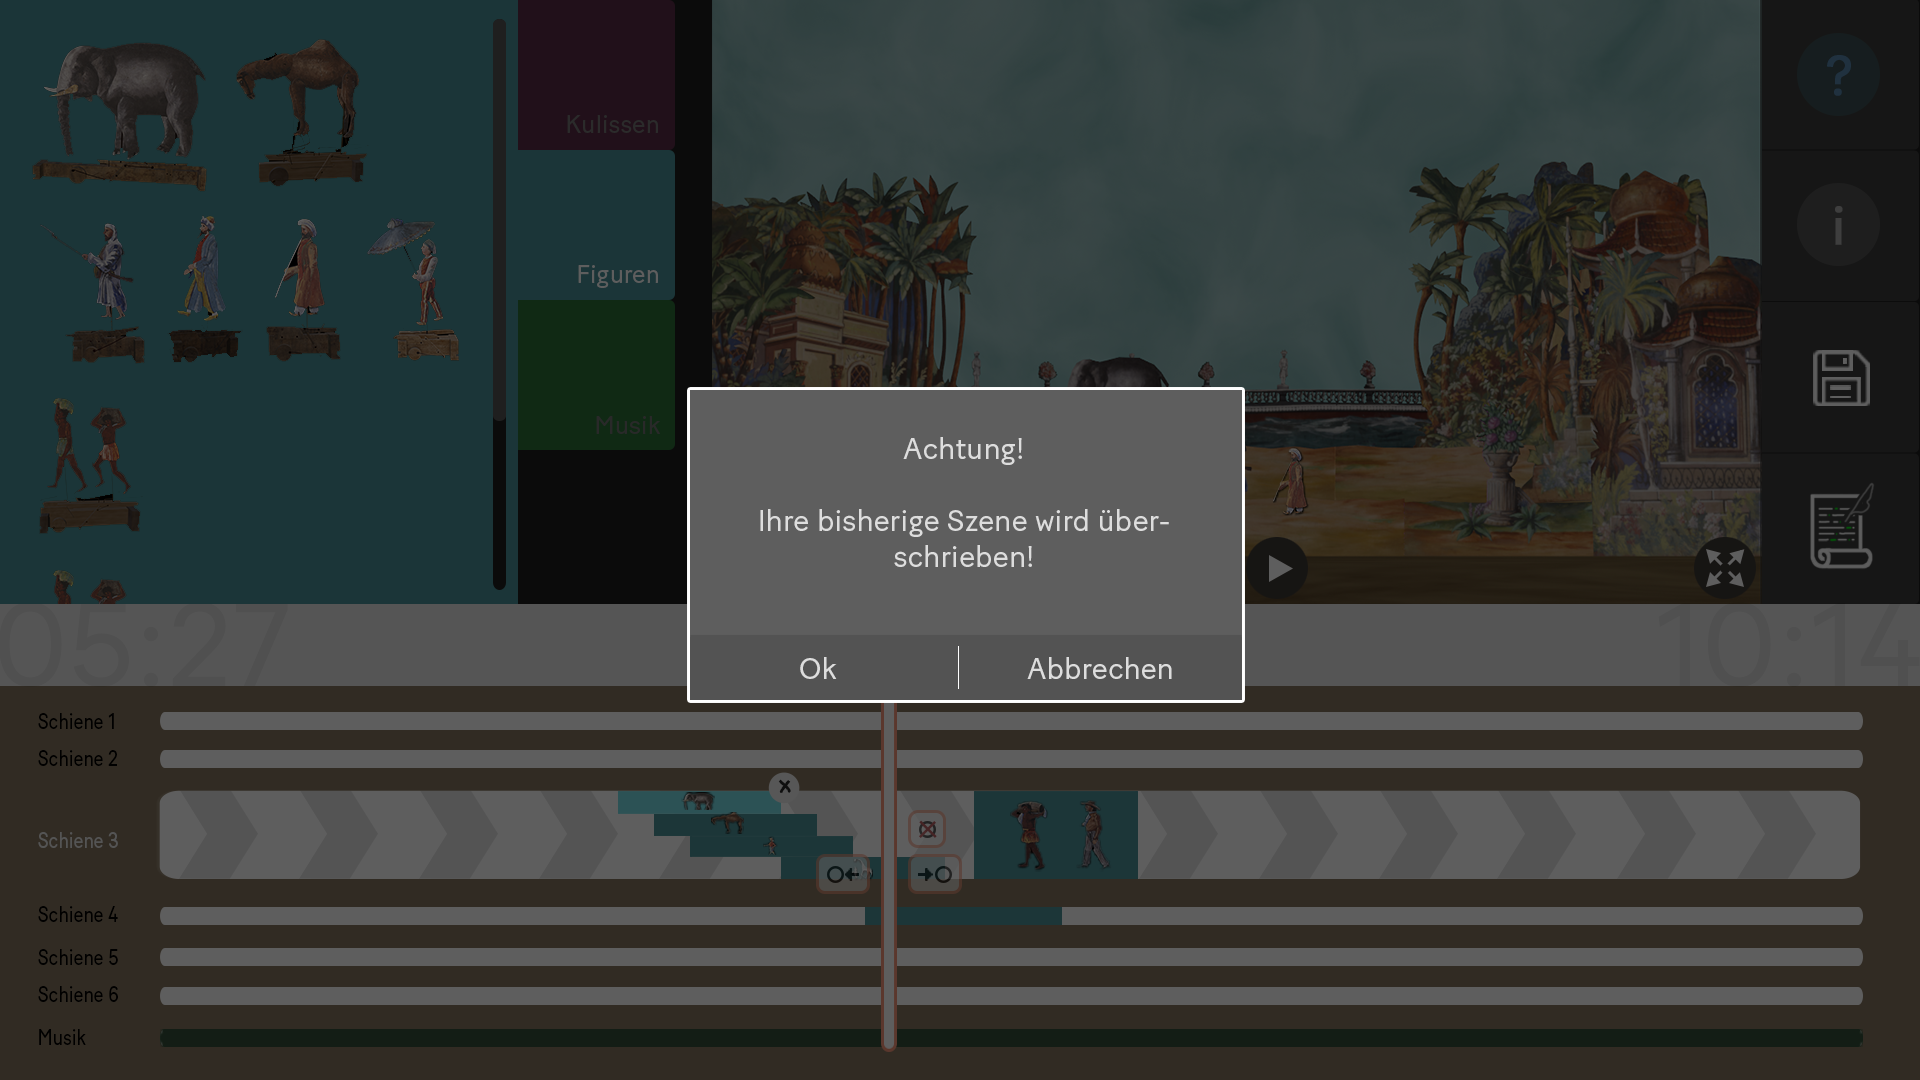 Kulissen
Figuren
Musik
?
i
Achtung!
Ihre bisherige Szene wird über-
schrieben!
Ok
Abbrechen
05:27
10:14
Schiene 1
Schiene 2
x
Schiene 3
Schiene 4
Schiene 5
Schiene 6
Musik